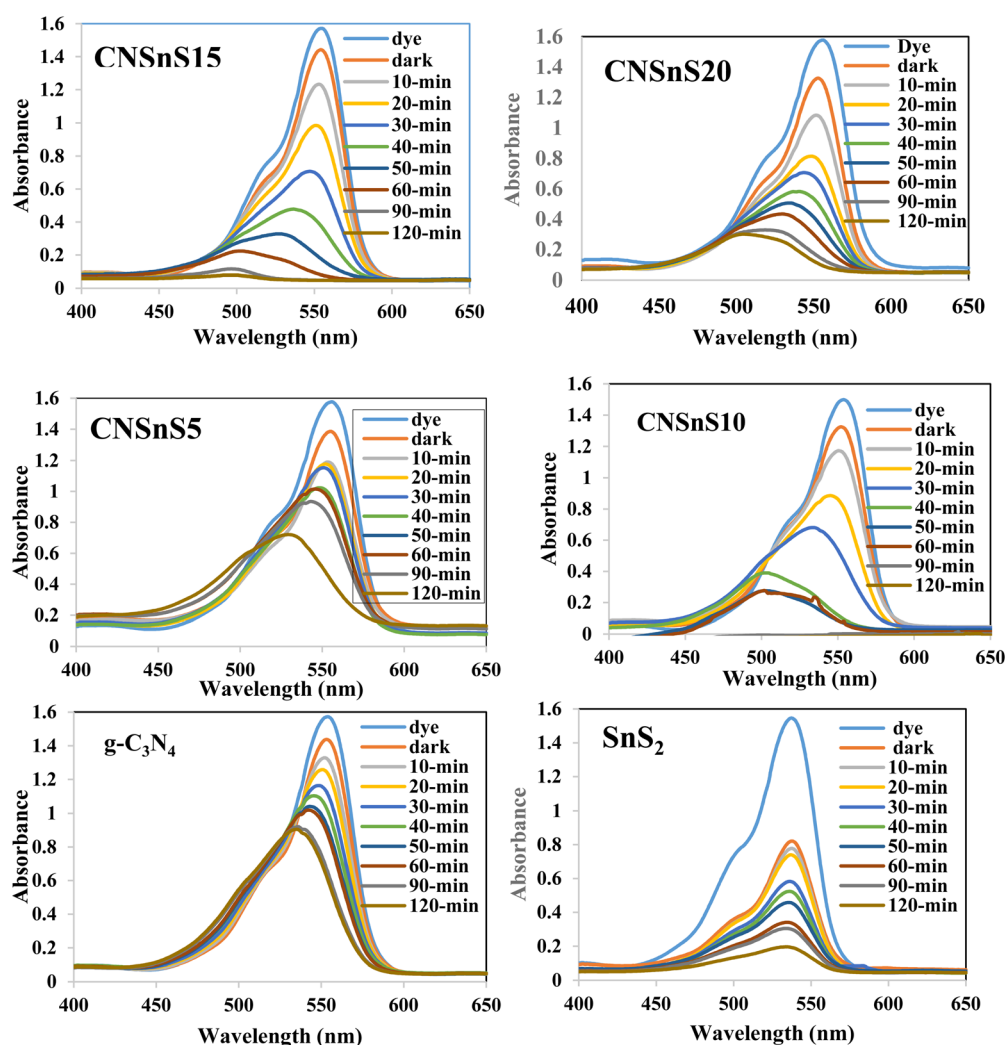 CNSnS15
Absorbance
1.6
1.4
1.2
1
0.8
0.6
0.4
0.2
0
400 450 500 550 600 650
Wavelength (nm)
dye
dark
10-min
20-min
30-min
40-min
50-min
60-min
90-min
120-min
CNSnS20
Absorbance
1.6
1.4
1.2
1
0.8
0.6
0.4
0.2
0
400 450 500 550 600 650
Wavelength (nm)
Dye
dark
10-min
20-min
30-min
40-min
50-min
60-min
90-min
120-min
CNSnS5
Absorbance
1.6
1.4
1.2
1
0.8
0.6
0.4
0.2
0
400 450 500 550 600 650
Wavelength (nm)
dye
dark
10-min
20-min
30-min
40-min
50-min
60-min
90-min
120-min
CNSnS10
Absorbance
1.6
1.4
1.2
1
0.8
0.6
0.4
0.2
0
400 450 500 550 600 650
Wavelngth (nm)
dye
dark
10-min
20-min
30-min
40-min
50-min
60-min
90-min
120-min
g-C₃N₄
Absorbance
1.6
1.4
1.2
1
0.8
0.6
0.4
0.2
0
400 450 500 550 600 650
Wavelength (nm)
dye
dark
10-min
20-min
30-min
40-min
50-min
60-min
90-min
120-min
SnS₂
Absorbance
1.6
1.4
1.2
1
0.8
0.6
0.4
0.2
0
400 450 500 550 600 650
Wavelength (nm)
dye
dark
10-min
20-min
30-min
40-min
50-min
60-min
90-min
120-min